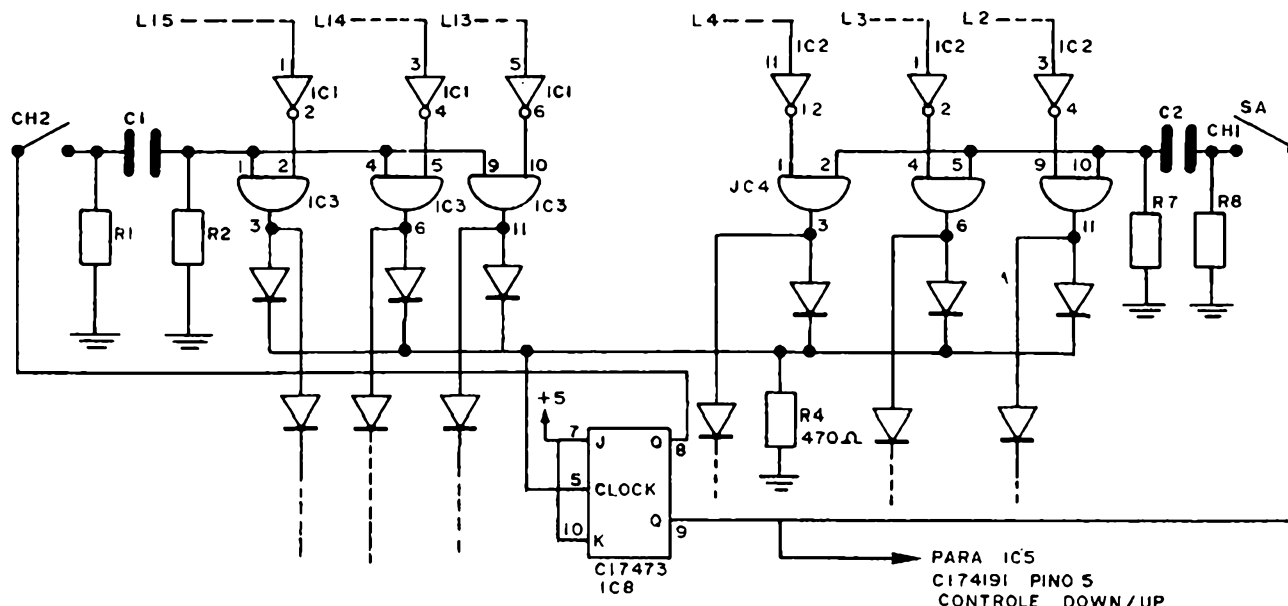 L15 L14 L13 L4 L3 L2
IC2 IC2 IC2
1 3 5 11 1 3
IC1 IC1 IC1
2 4 6 12 2 4
CH2 C1 C2 CH1 SA
1 2 4 5 9 10 1 2 4 5 9 10
IC3 IC3 IC3 JC4
R1 R2 R7 R8
3 6 11 3 6 11
+5
R4
470Ω
7 J Q 8
5 CLOCK
10 K Q 9
C17473
IC8
PARA IC5
C174191 PINO 5
CONTROLE DOWN/UP